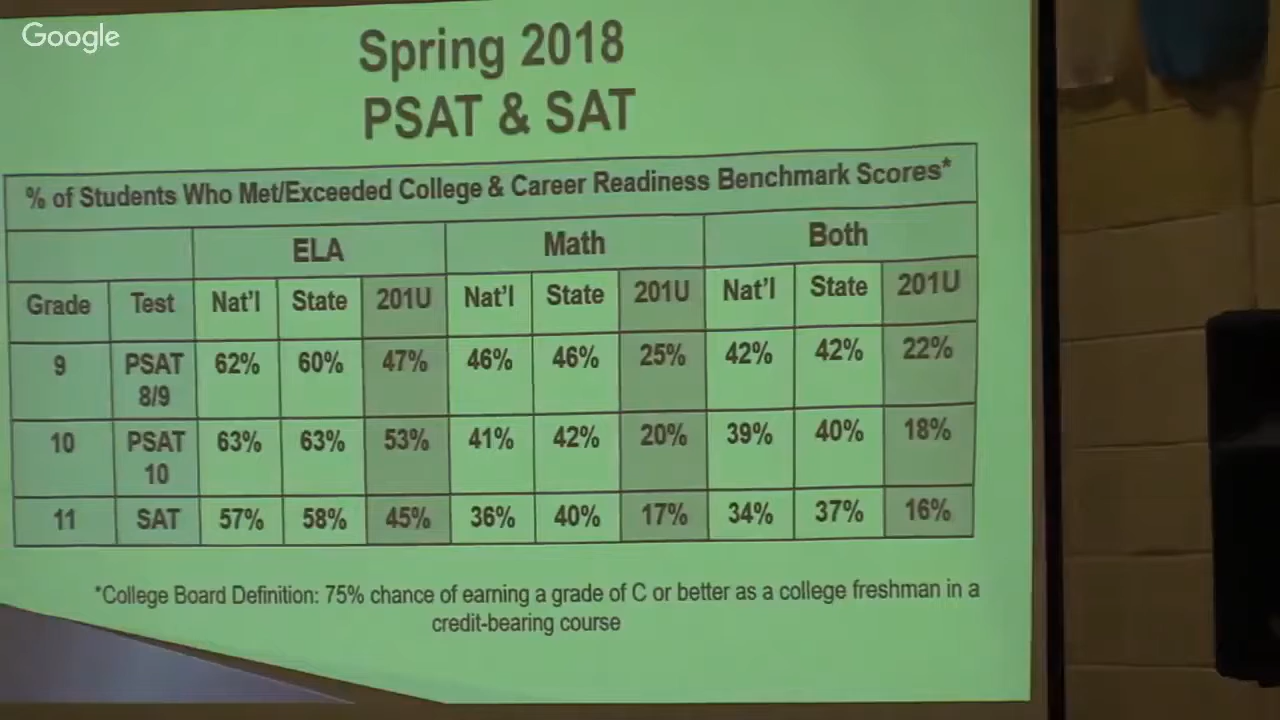 Google
Spring 2018
PSAT & SAT
% of Students Who Met/Exceeded College & Career Readiness Benchmark Scores*
ELA Math Both
Grade Test Nat'l State 201U Nat'l State 201U Nat'l State 201U
9 PSAT 8/9 62% 60% 47% 46% 46% 25% 42% 42% 22%
10 PSAT 10 63% 63% 53% 41% 42% 20% 39% 40% 18%
11 SAT 57% 58% 45% 36% 40% 17% 34% 37% 16%
*College Board Definition: 75% chance of earning a grade of C or better as a college freshman in a
credit-bearing course